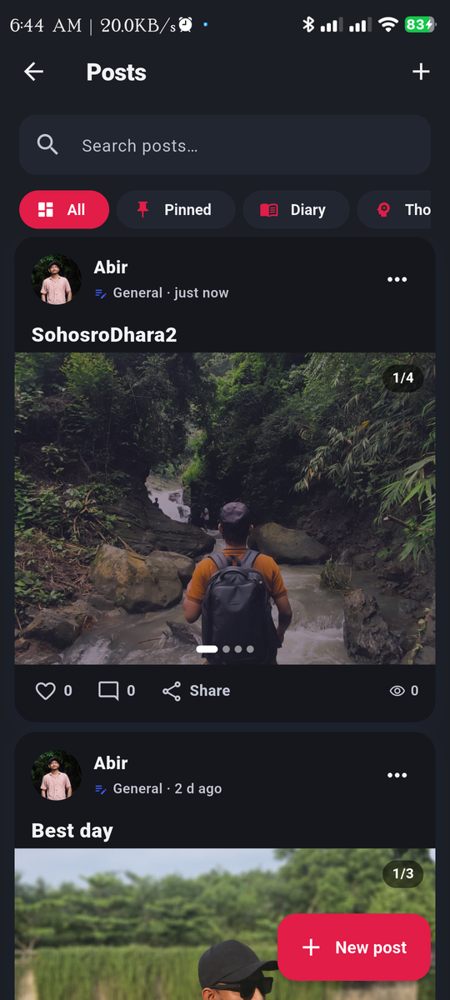 6:44 AM | 20.0KB/s
83
Posts
Search posts…
All
Pinned
Diary
Tho
Abir
General · just now
SohosroDhara2
1/4
0
0
Share
0
Abir
General · 2 d ago
Best day
1/3
New post